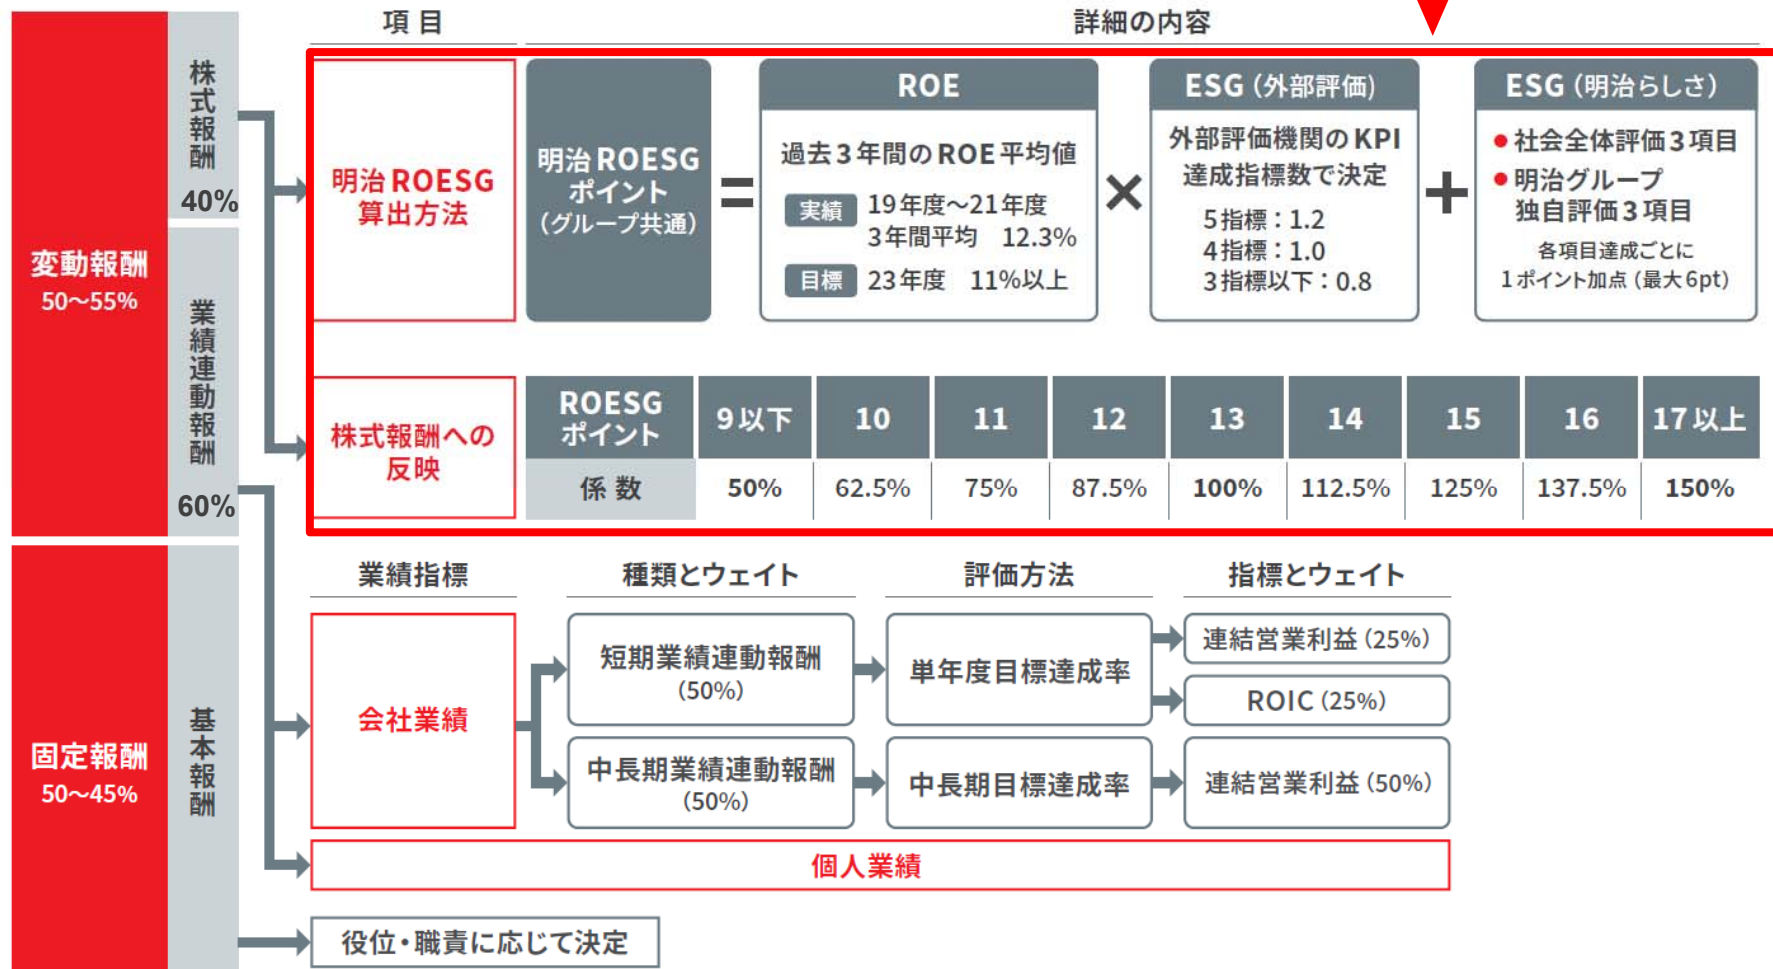 項目
詳細の内容
変動報酬
50～55%
株式報酬
40%
業績連動報酬
60%
明治ROESG
算出方法
明治ROESG
ポイント
（グループ共通）
=
ROE
過去3年間のROE平均値
実績 19年度～21年度
3年間平均 12.3%
目標 23年度 11%以上
×
ESG（外部評価）
外部評価機関のKPI
達成指標数で決定
5指標：1.2
4指標：1.0
3指標以下：0.8
+
ESG（明治らしさ）
● 社会全体評価3項目
● 明治グループ
独自評価3項目
各項目達成ごとに
1ポイント加点（最大6pt）
株式報酬への
反映
ROESG
ポイント
9以下 10 11 12 13 14 15 16 17以上
係数 50% 62.5% 75% 87.5% 100% 112.5% 125% 137.5% 150%
固定報酬
50～45%
基本報酬
業績指標 種類とウェイト 評価方法 指標とウェイト
会社業績
短期業績連動報酬
（50%）
単年度目標達成率
連結営業利益（25%）
ROIC（25%）
中長期業績連動報酬
（50%）
中長期目標達成率
連結営業利益（50%）
個人業績
役位・職責に応じて決定